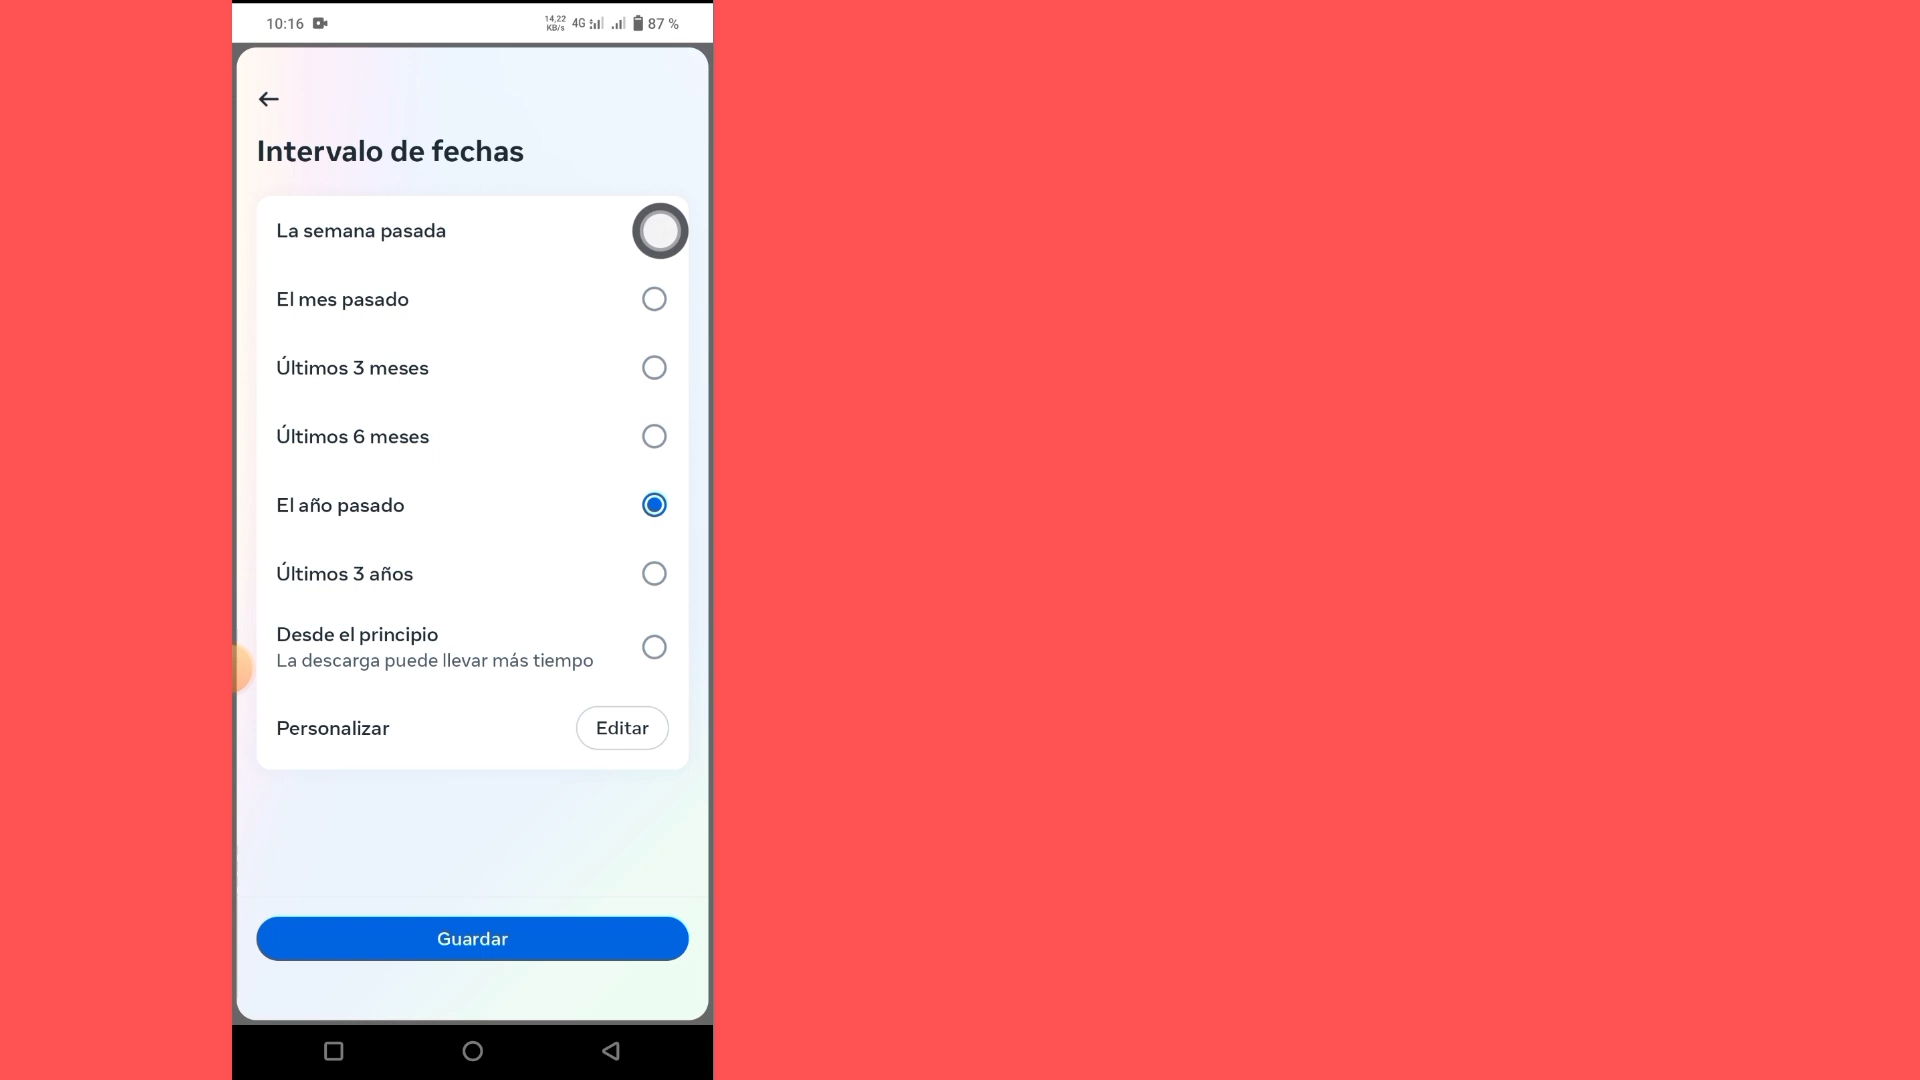 10:16
14,22 KB/s 4G 87 %
Intervalo de fechas
La semana pasada
El mes pasado
Últimos 3 meses
Últimos 6 meses
El año pasado
Últimos 3 años
Desde el principio
La descarga puede llevar más tiempo
Personalizar Editar
Guardar